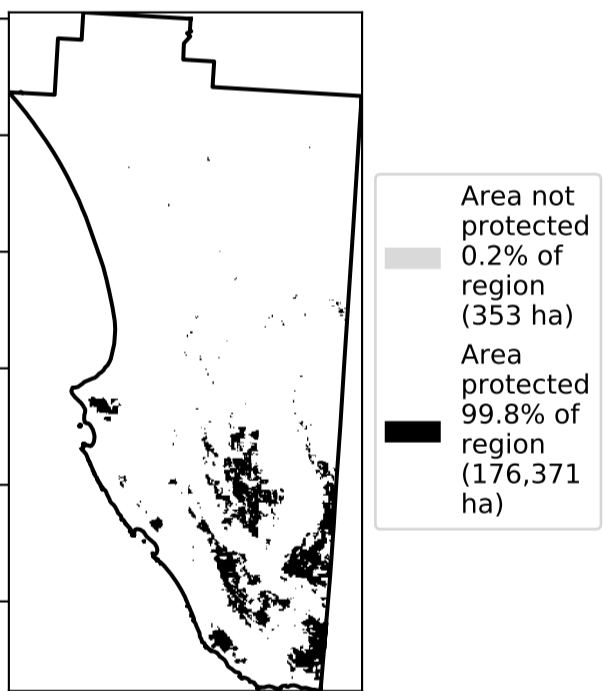 Area not
protected
0.2% of
region
(353 ha)
Area
protected
99.8% of
region
(176,371
ha)